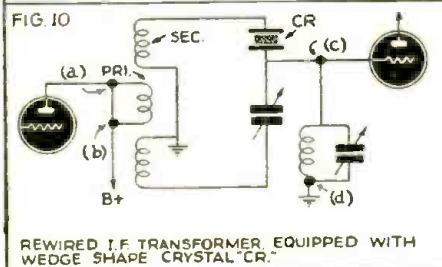 FIG. 10
SEC.
CR
(c)
(a)
PRI.
(b)
B+
(d)
REWIRED I.F. TRANSFORMER, EQUIPPED WITH
WEDGE SHAPE CRYSTAL "CR."